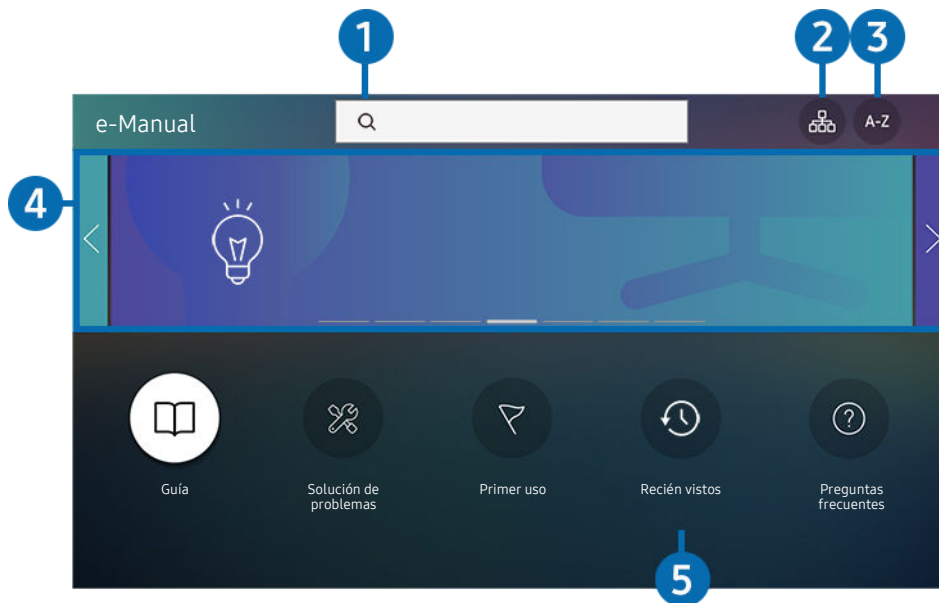 1
2
3
e-Manual
A-Z
4
Guía
Solución de
problemas
Primer uso
Recién vistos
Preguntas
frecuentes
5